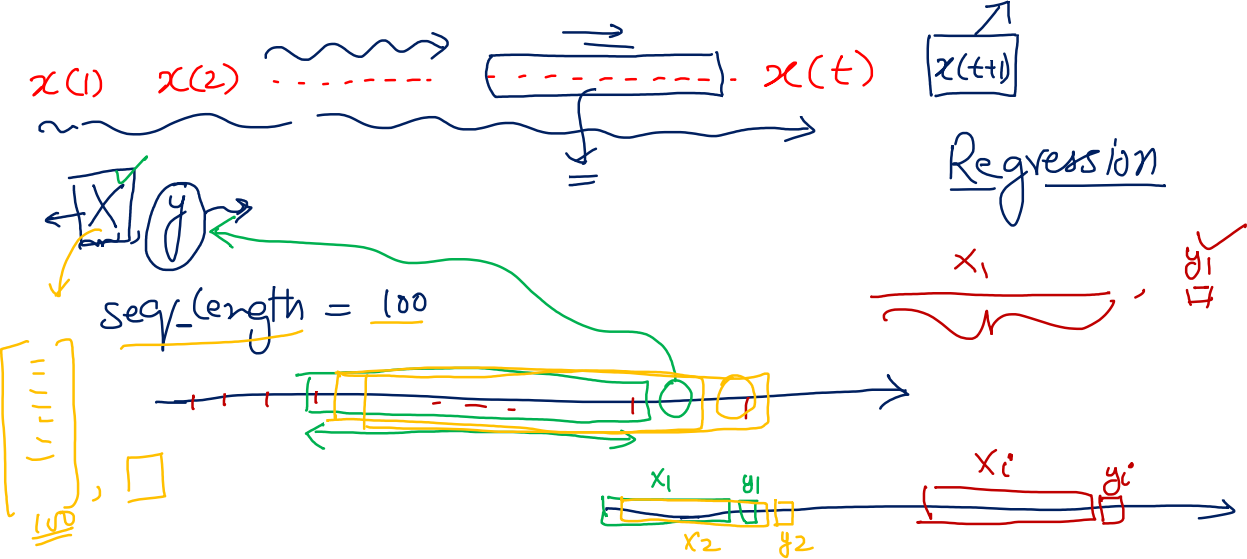 x(1) x(2) x(t) x(t+1)
Regression
X, y
x1, y1
seq_length = 100
100,
x1 y1 xi yi
x2 y2